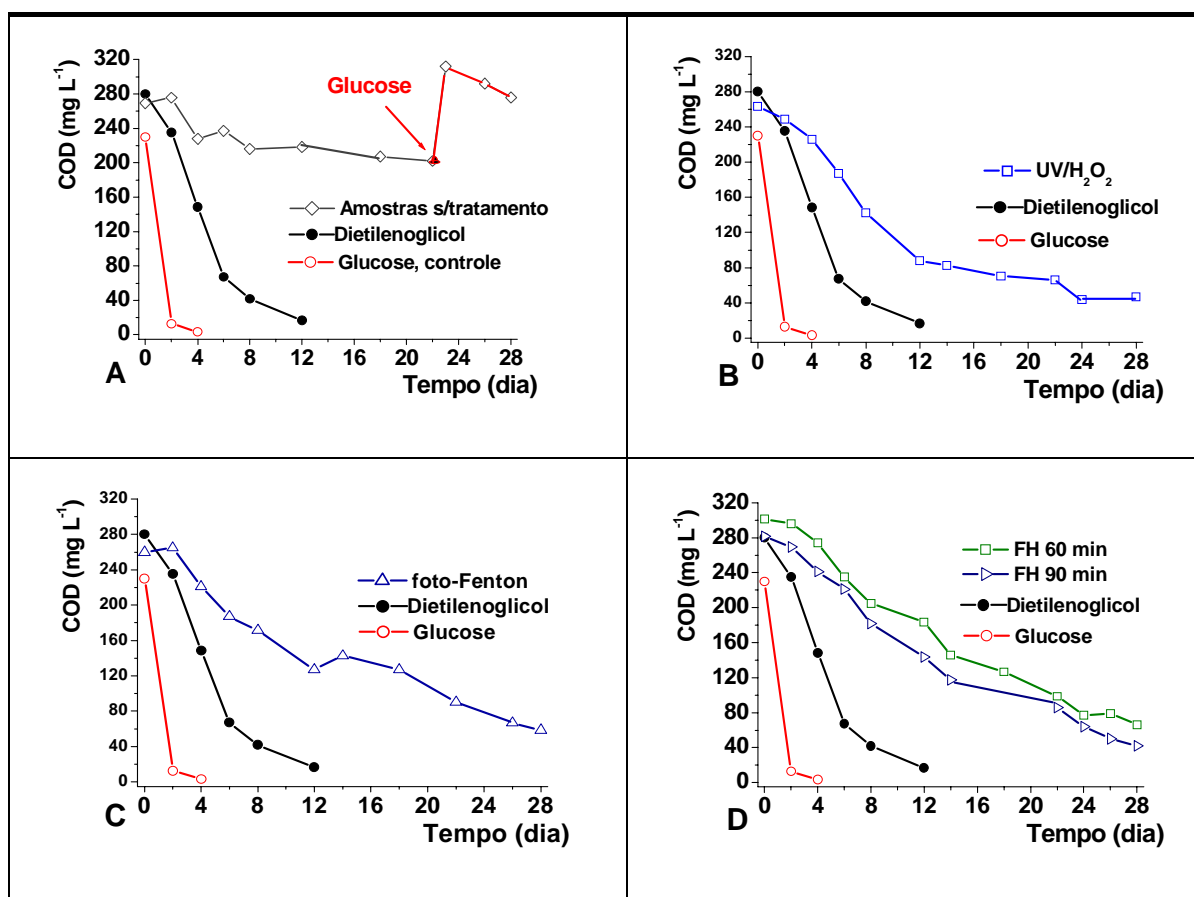 COD (mg L⁻¹)
320
280
240
200
160
120
80
40
0
Glucose
Amostras s/tratamento
Dietilenoglicol
Glucose, controle
0 4 8 12 16 20 24 28
A
Tempo (dia)
COD (mg L⁻¹)
320
280
240
200
160
120
80
40
0
UV/H₂O₂
Dietilenoglicol
Glucose
0 4 8 12 16 20 24 28
B
Tempo (dia)
COD (mg L⁻¹)
320
280
240
200
160
120
80
40
0
foto-Fenton
Dietilenoglicol
Glucose
0 4 8 12 16 20 24 28
C
Tempo (dia)
COD (mg L⁻¹)
320
280
240
200
160
120
80
40
0
FH 60 min
FH 90 min
Dietilenoglicol
Glucose
0 4 8 12 16 20 24 28
D
Tempo (dia)